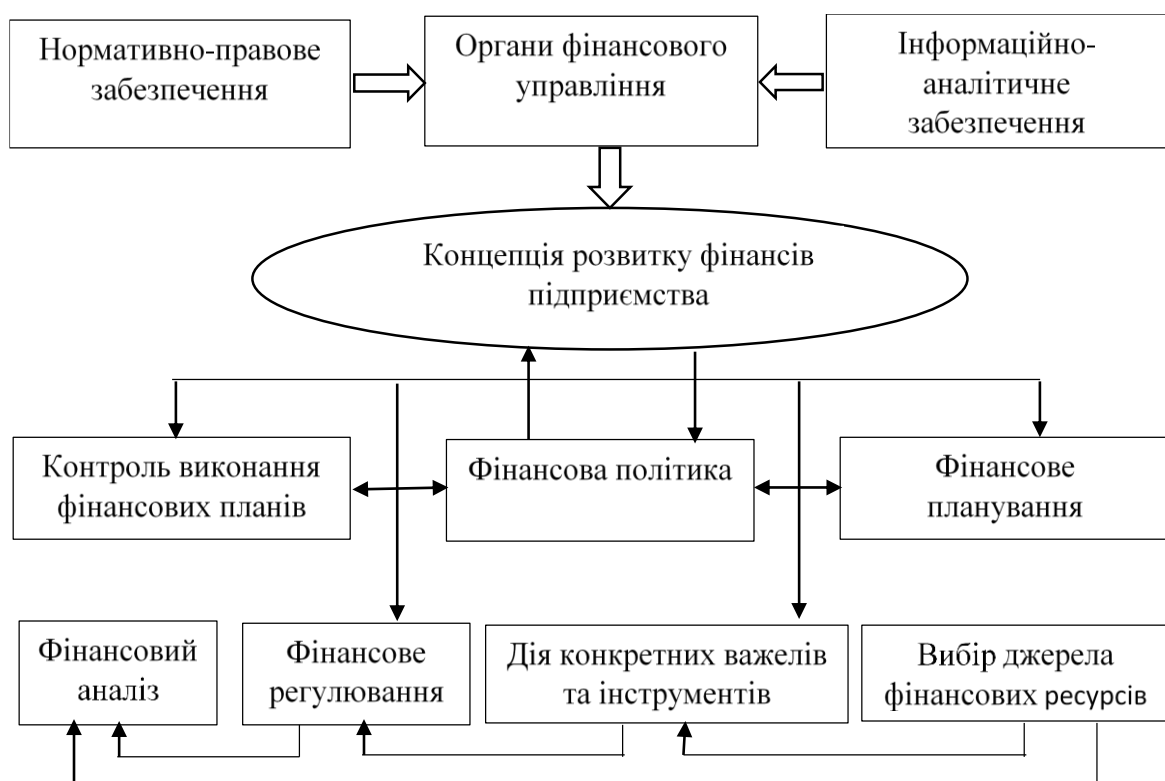 Нормативно-правове
забезпечення
Органи фінансового
управління
Інформаційно-
аналітичне
забезпечення
Концепція розвитку фінансів
підприємства
Контроль виконання
фінансових планів
Фінансова політика
Фінансове
планування
Фінансовий
аналіз
Фінансове
регулювання
Дія конкретних важелів
та інструментів
Вибір джерела
фінансових ресурсів